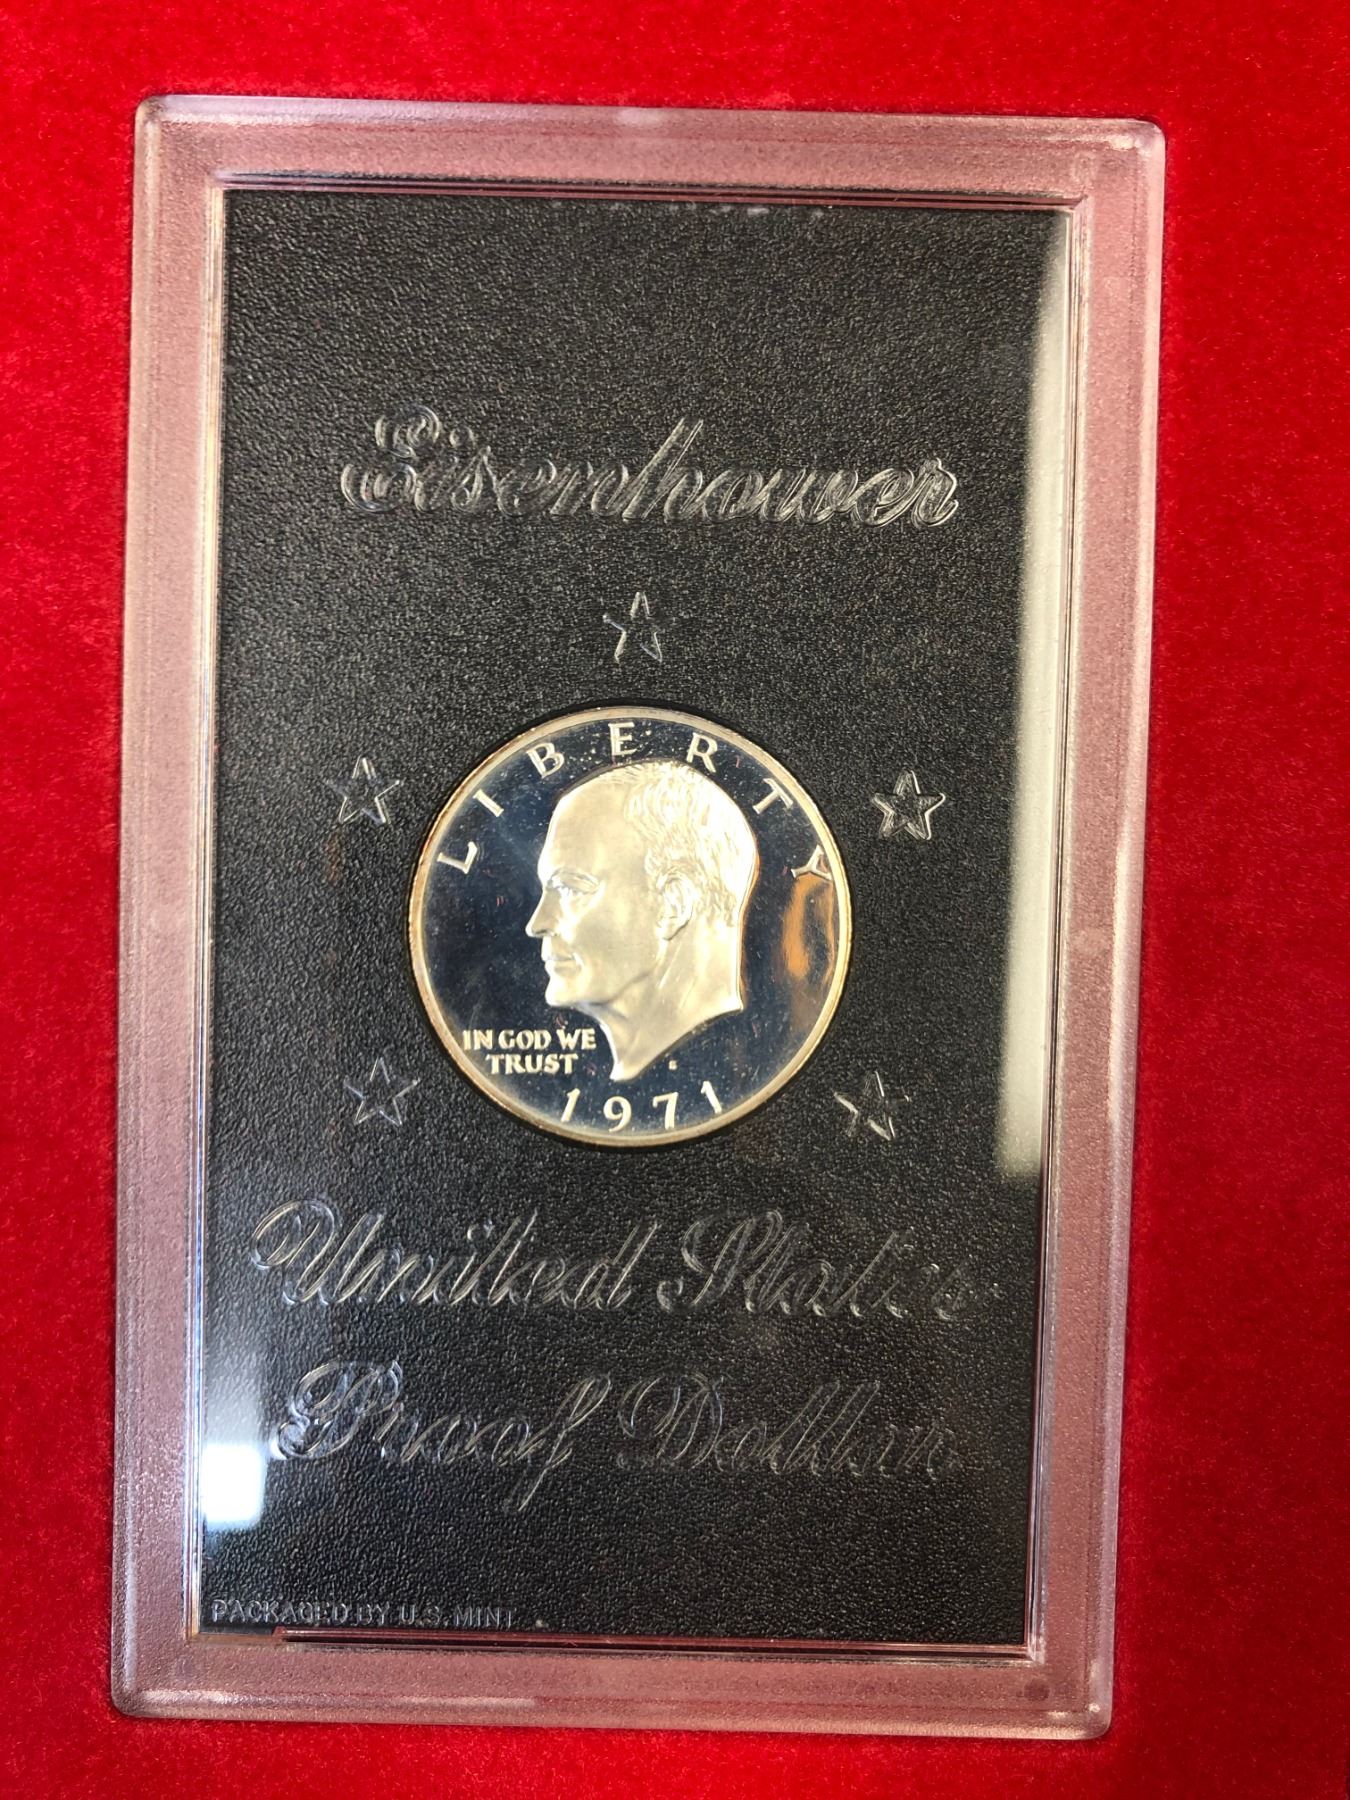 Eisenhower
LIBERTY
IN GOD WE
TRUST
S
1971
United States
Proof Dollar
PACKAGED BY U.S. MINT